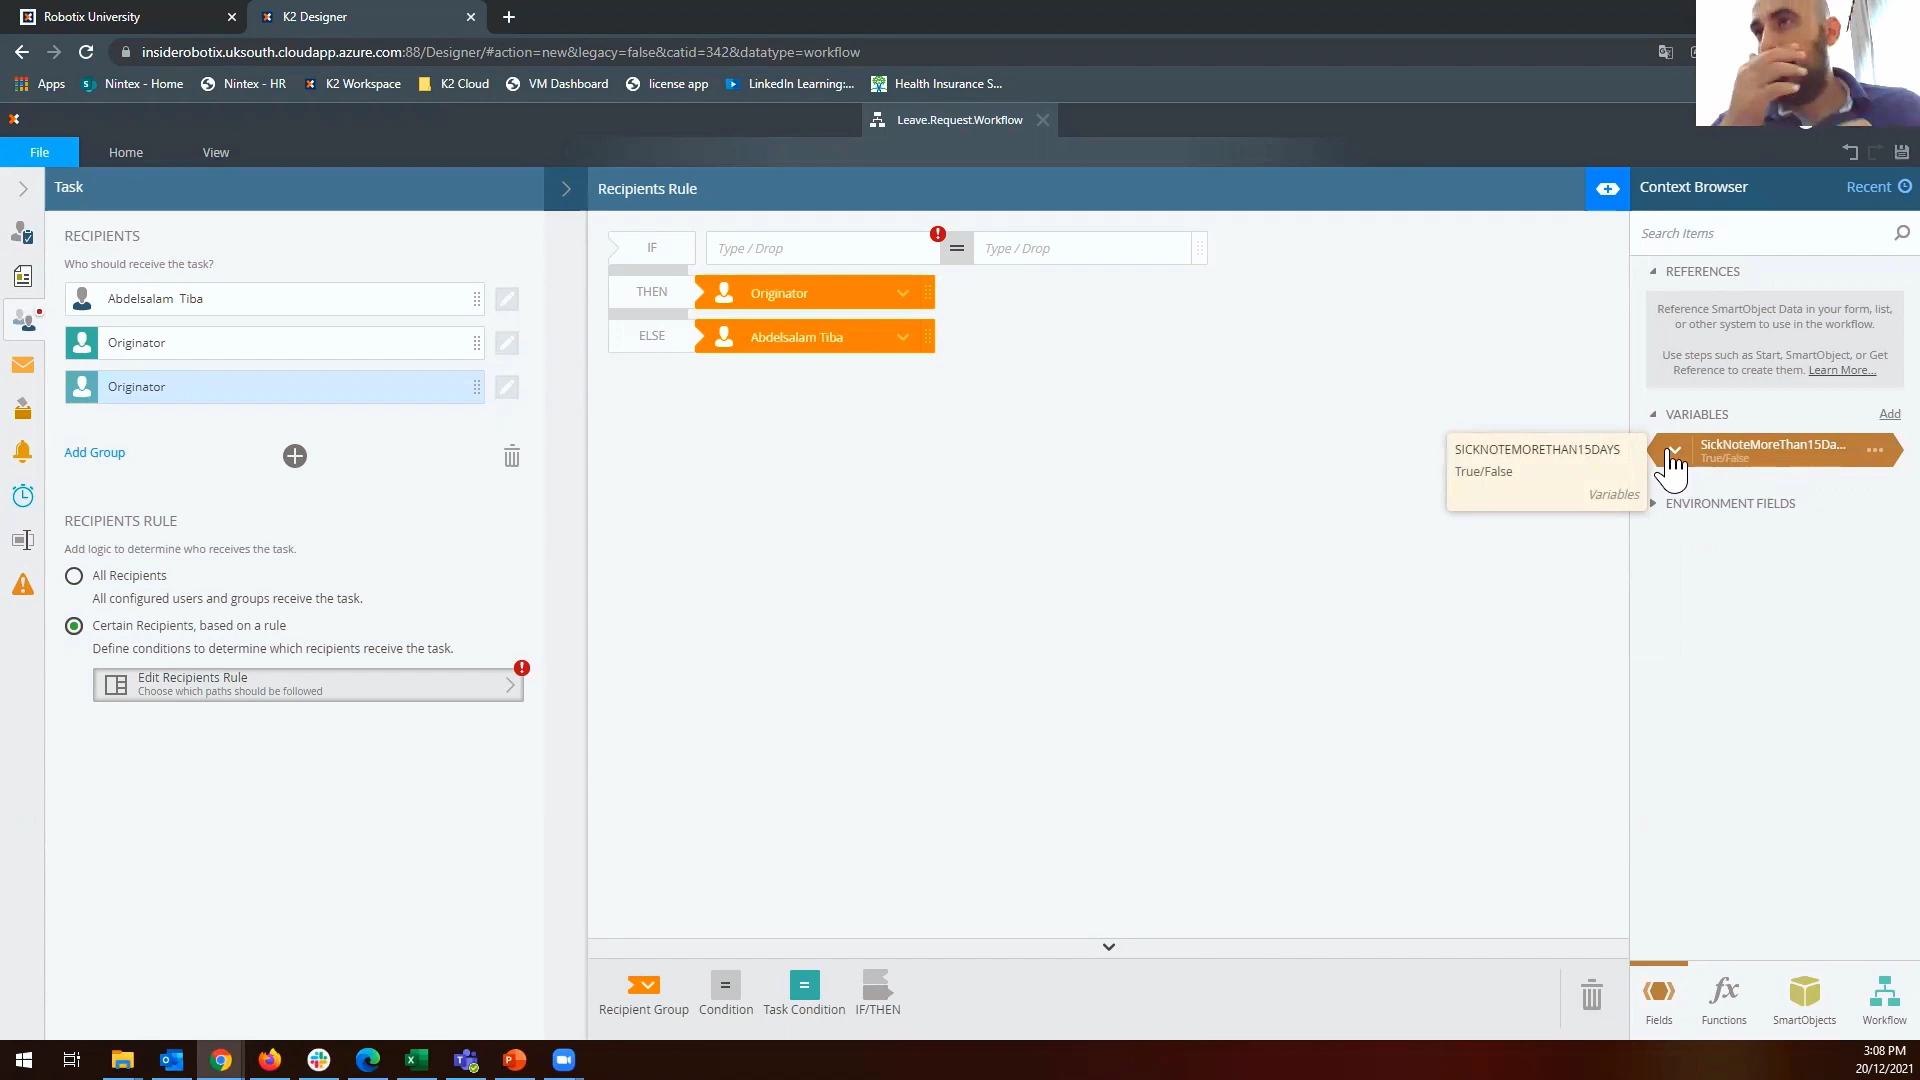 Robotix University
K2 Designer
insiderobotix.uksouth.cloudapp.azure.com:88/Designer/#action=new&legacy=false&catid=342&datatype=workflow
Apps
Nintex - Home
Nintex - HR
K2 Workspace
K2 Cloud
VM Dashboard
license app
LinkedIn Learning:...
Health Insurance S...
Leave.Request.Workflow
File
Home
View
Task
Recipients Rule
Context Browser
Recent
RECIPIENTS
Who should receive the task?
Abdelsalam Tiba
Originator
Originator
Add Group
RECIPIENTS RULE
Add logic to determine who receives the task.
All Recipients
All configured users and groups receive the task.
Certain Recipients, based on a rule
Define conditions to determine which recipients receive the task.
Edit Recipients Rule
Choose which paths should be followed
IF
Type / Drop
=
Type / Drop
THEN
Originator
ELSE
Abdelsalam Tiba
Search Items
REFERENCES
Reference SmartObject Data in your form, list,
or other system to use in the workflow.
Use steps such as Start, SmartObject, or Get
Reference to create them. Learn More...
VARIABLES
Add
SickNoteMoreThan15Da...
True/False
SICKNOTEMORETHAN15DAYS
True/False
Variables
ENVIRONMENT FIELDS
Recipient Group
Condition
Task Condition
IF/THEN
Fields
Functions
SmartObjects
Workflow
3:08 PM
20/12/2021